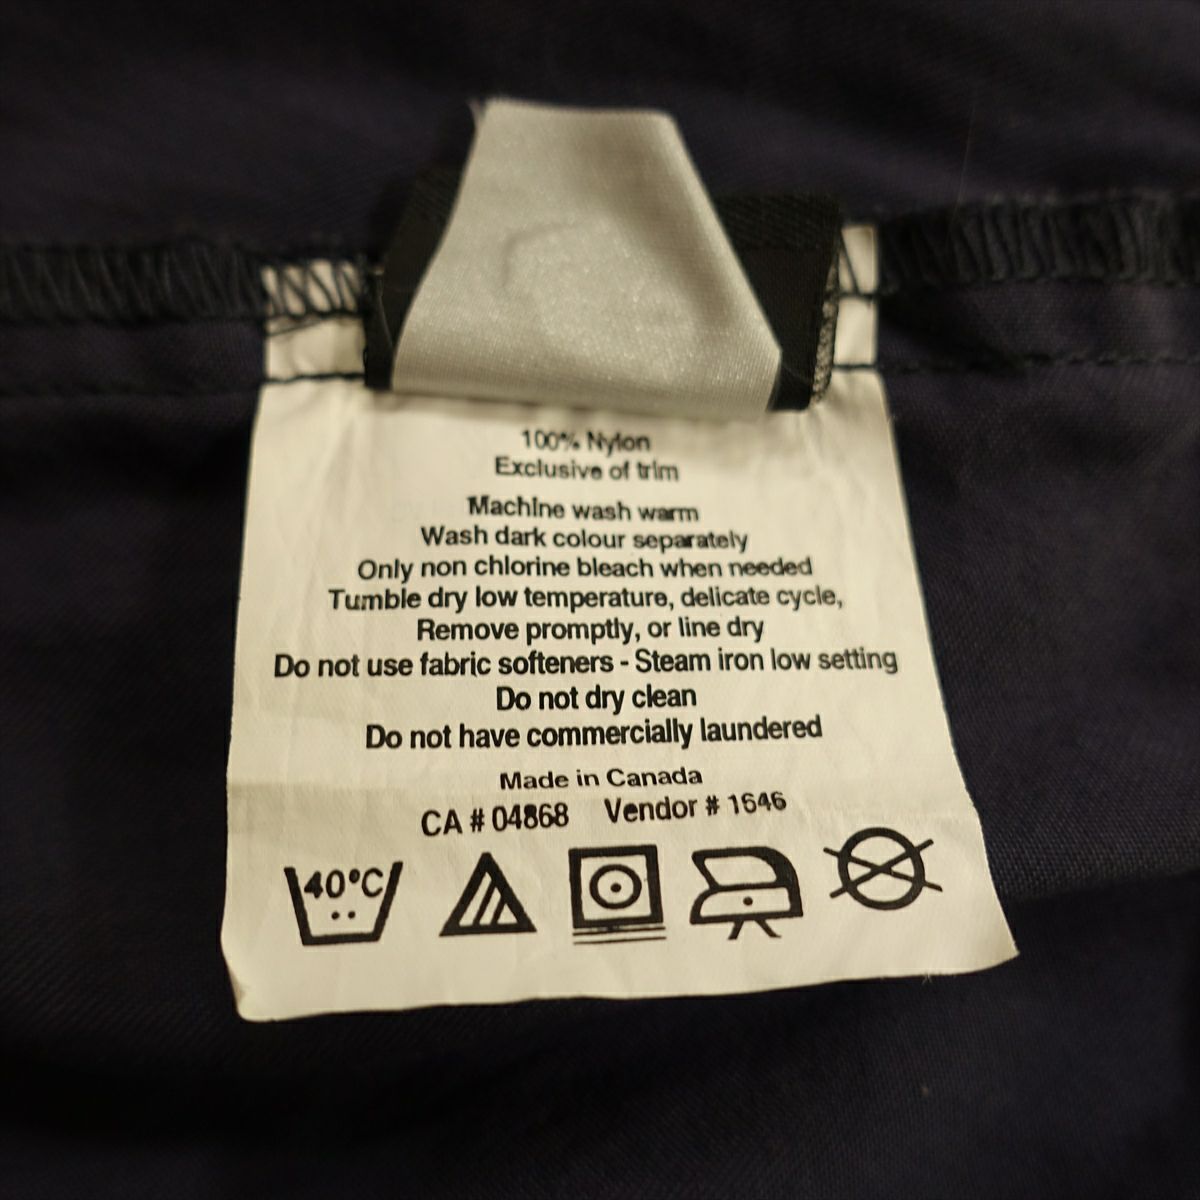 100% Nylon
Exclusive of trim
Machine wash warm
Wash dark colour separately
Only non chlorine bleach when needed
Tumble dry low temperature, delicate cycle,
Remove promptly, or line dry
Do not use fabric softeners - Steam iron low setting
Do not dry clean
Do not have commercially laundered
Made in Canada
CA # 04868 Vendor # 1646
40°C